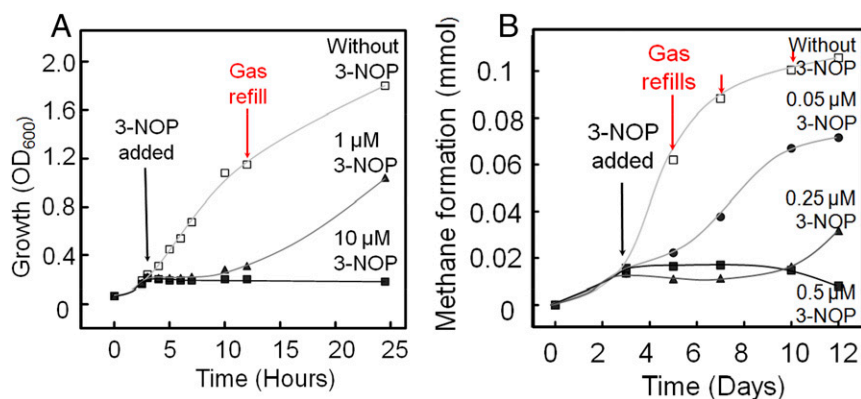 A
Growth (OD600)
2.0
1.6
1.2
0.8
0.4
0
Without
3-NOP
Gas
refill
3-NOP
added
1 µM
3-NOP
10 µM
3-NOP
0 5 10 15 20 25
Time (Hours)
B
Methane formation (mmol)
0.1
0.08
0.06
0.04
0.02
0
Without
3-NOP
Gas
refills
0.05 µM
3-NOP
3-NOP
added
0.25 µM
3-NOP
0.5 µM
3-NOP
0 2 4 6 8 10 12
Time (Days)